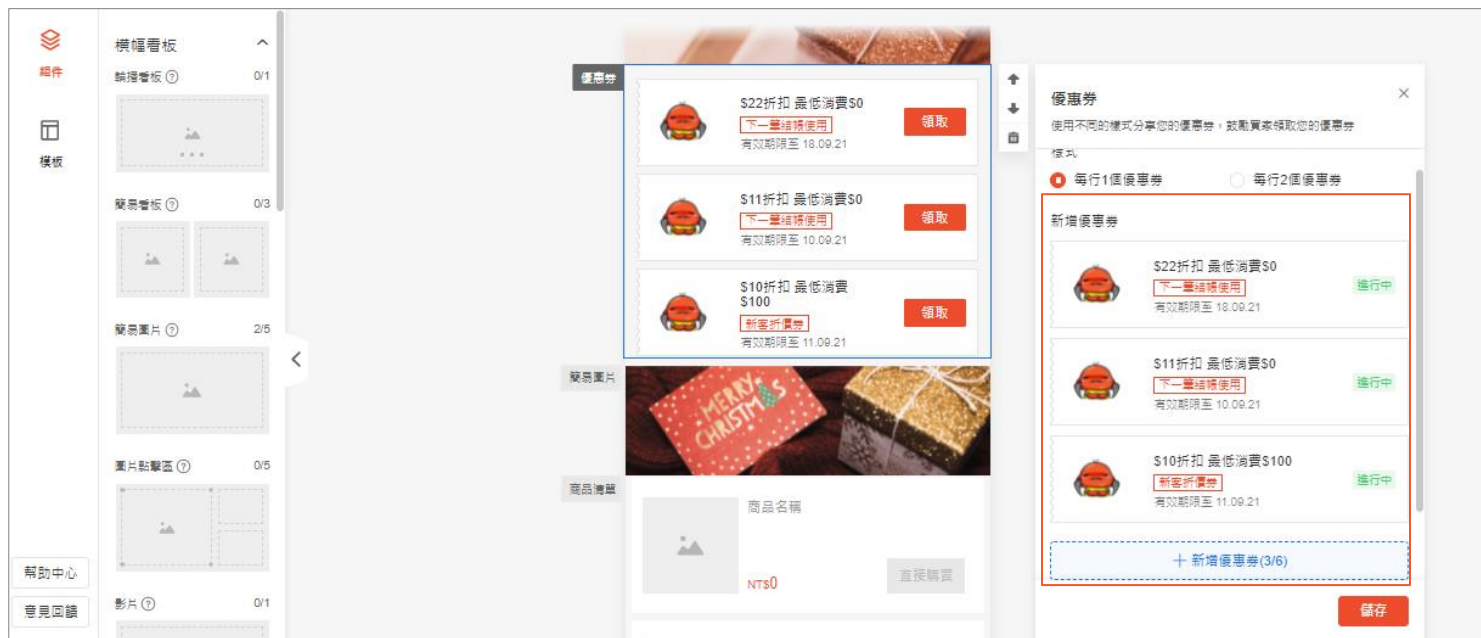 組件
模板
幫助中心
意見回饋
橫幅看板
輪播看板 ? 0/1
簡易看板 ? 0/3
簡易圖片 ? 2/5
圖片點擊區 ? 0/5
影片 ? 0/1
優惠券
$22折扣 最低消費$0
下一筆結帳使用
有效期限至 18.09.21
領取
$11折扣 最低消費$0
下一筆結帳使用
有效期限至 10.09.21
領取
$10折扣 最低消費
$100
新客折價券
有效期限至 11.09.21
領取
簡易圖片
MERRY
CHRISTMAS
商品清單
商品名稱
NT$0
直接購買
優惠券
使用不同的樣式分享您的優惠券，鼓勵買家領取您的優惠券
樣式
每行1個優惠券
每行2個優惠券
新增優惠券
$22折扣 最低消費$0
下一筆結帳使用
有效期限至 18.09.21
進行中
$11折扣 最低消費$0
下一筆結帳使用
有效期限至 10.09.21
進行中
$10折扣 最低消費$100
新客折價券
有效期限至 11.09.21
進行中
＋ 新增優惠券(3/6)
儲存